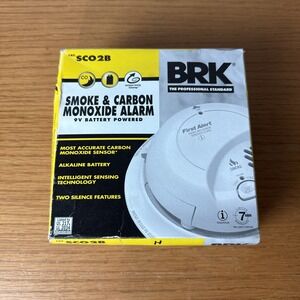 SCO2B
BRK
THE PROFESSIONAL STANDARD
CO
SMOKE & CARBON
MONOXIDE ALARM
9V BATTERY POWERED
MOST ACCURATE CARBON
MONOXIDE SENSOR
ALKALINE BATTERY
INTELLIGENT SENSING
TECHNOLOGY
TWO SILENCE FEATURES
First Alert
7
SCO2B